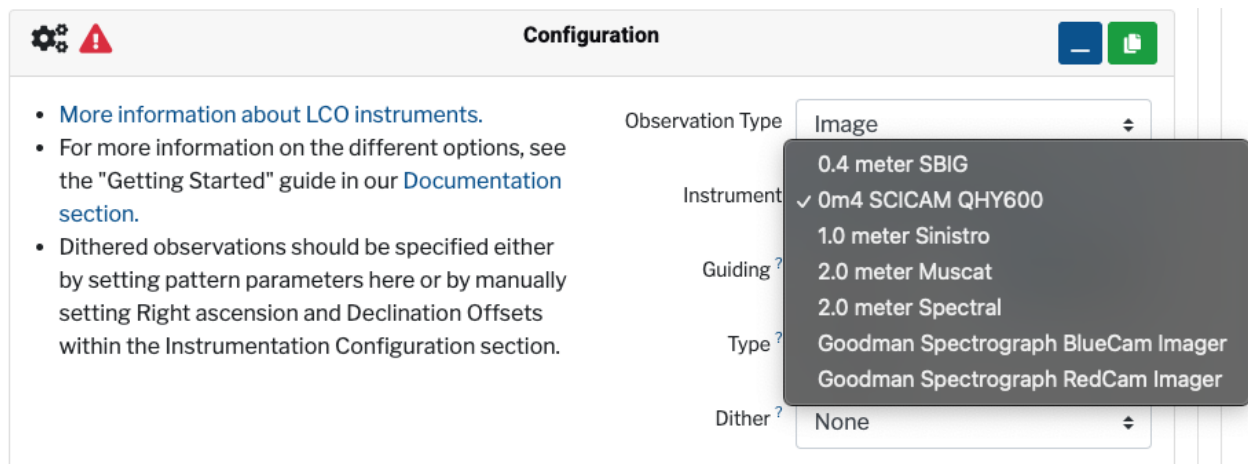 Configuration
More information about LCO instruments.
For more information on the different options, see
the "Getting Started" guide in our Documentation
section.
Dithered observations should be specified either
by setting pattern parameters here or by manually
setting Right ascension and Declination Offsets
within the Instrumentation Configuration section.
Observation Type
Image
Instrument
0.4 meter SBIG
✓ 0m4 SCICAM QHY600
1.0 meter Sinistro
2.0 meter Muscat
2.0 meter Spectral
Goodman Spectrograph BlueCam Imager
Goodman Spectrograph RedCam Imager
Guiding ?
Type ?
Dither ?
None